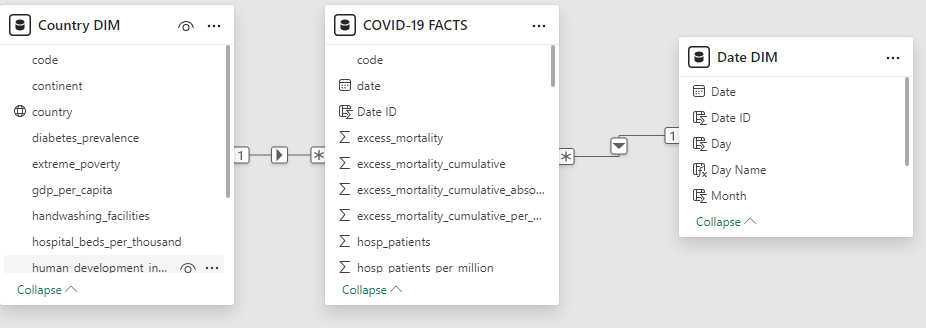 Country DIM
code
continent
country
diabetes_prevalence
extreme_poverty
gdp_per_capita
handwashing_facilities
hospital_beds_per_thousand
human_development_in...
Collapse
1
*
COVID-19 FACTS
code
date
Date ID
excess_mortality
excess_mortality_cumulative
excess_mortality_cumulative_abso...
excess_mortality_cumulative_per_...
hosp_patients
hosp_patients_per_million
Collapse
*
1
Date DIM
Date
Date ID
Day
Day Name
Month
Collapse